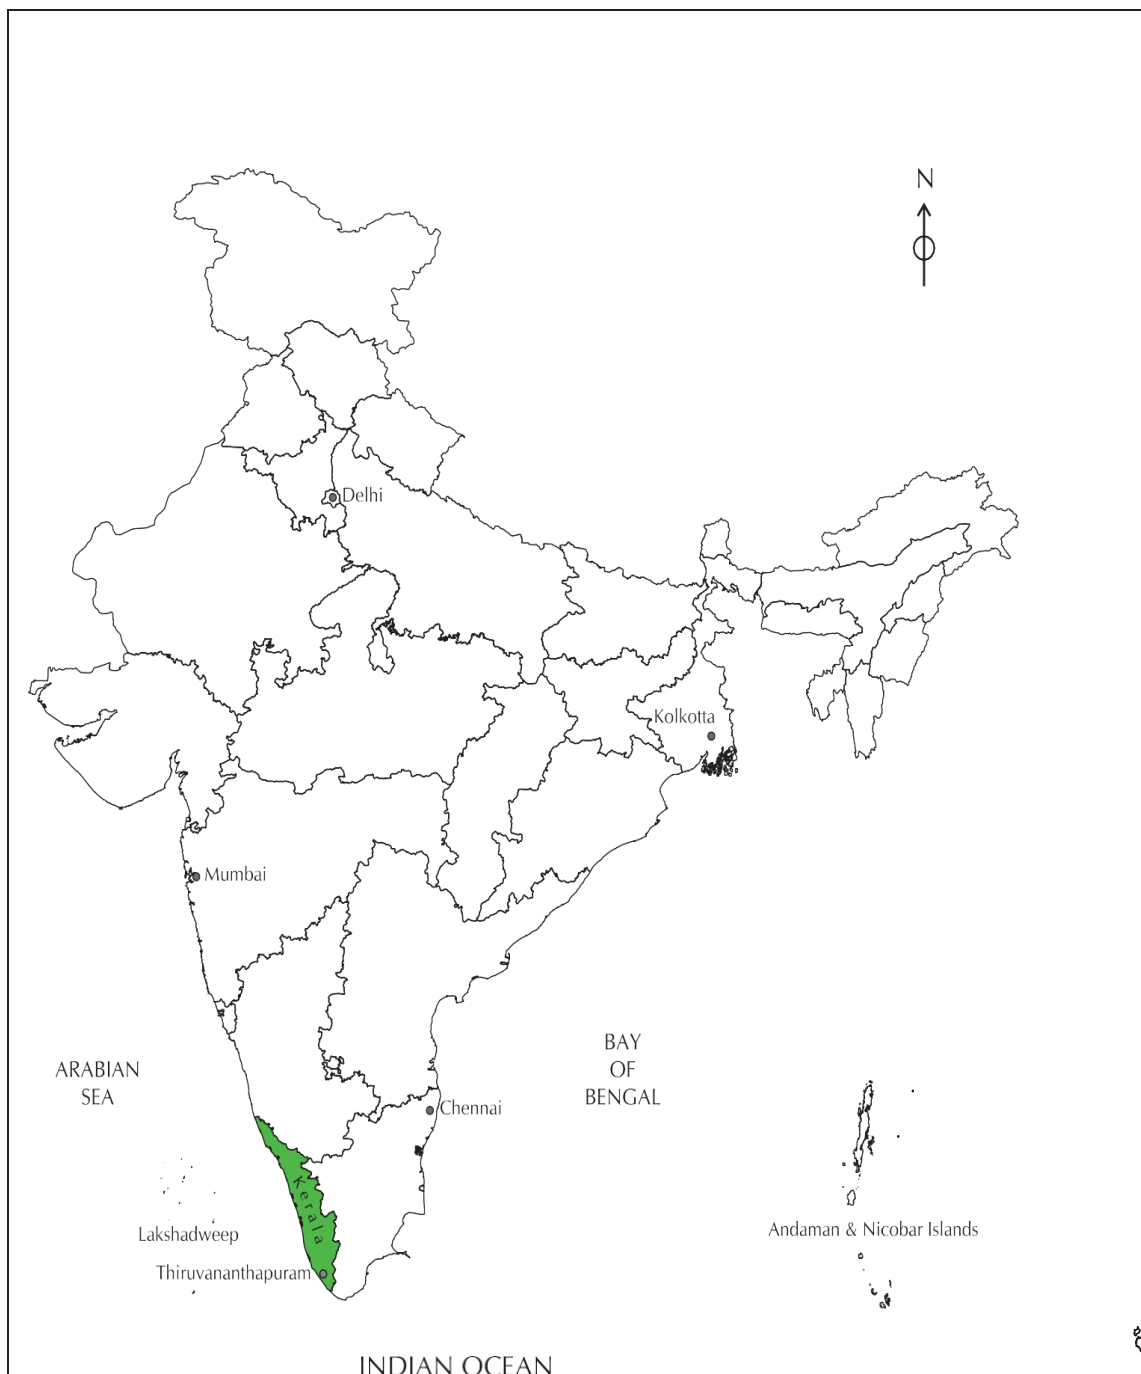 N
Delhi
Kolkotta
Mumbai
BAY
OF
BENGAL
ARABIAN
SEA
Chennai
Kerala
Lakshadweep
Andaman & Nicobar Islands
Thiruvananthapuram
INDIAN OCEAN